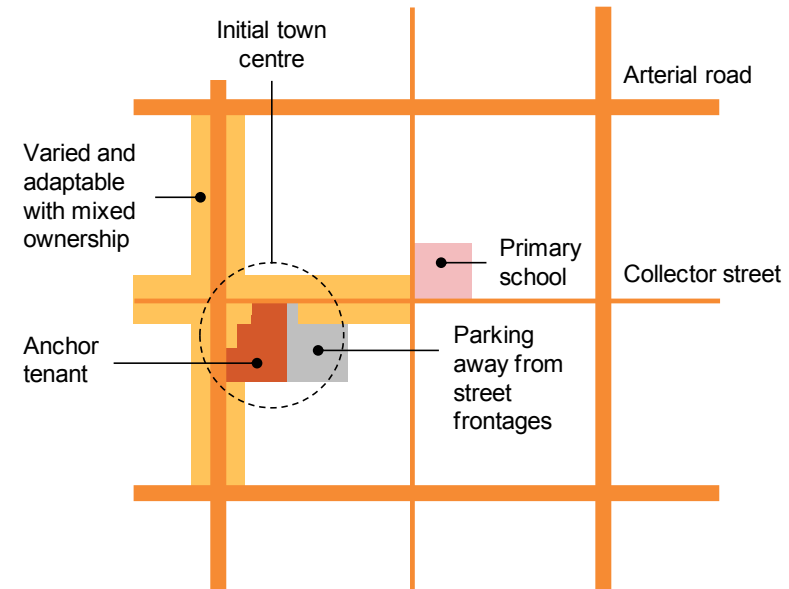 Initial town
centre
Arterial road
Varied and
adaptable
with mixed
ownership
Primary
school
Collector street
Anchor
tenant
Parking
away from
street
frontages